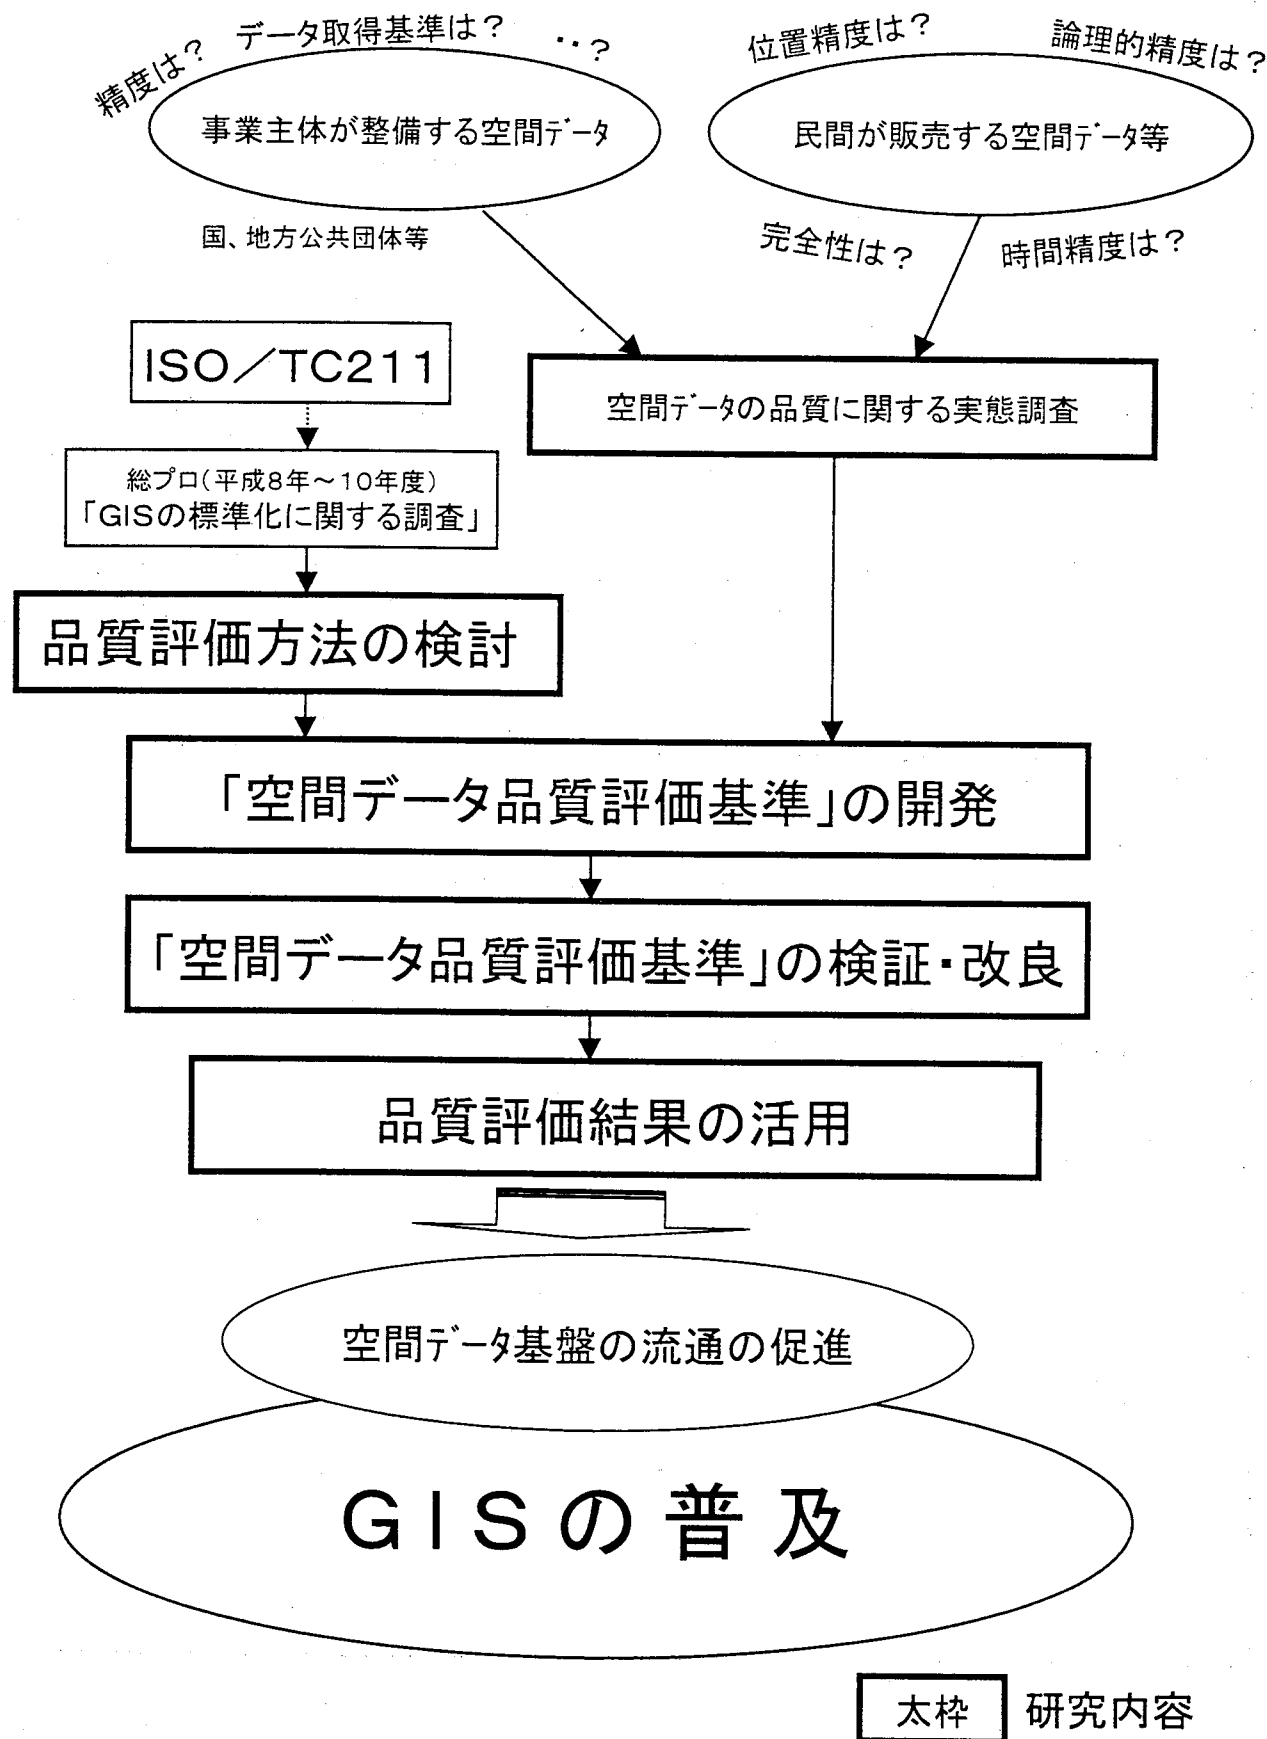 精度は?
データ取得基準は?
・・?
位置精度は?
論理的精度は?
事業主体が整備する空間データ
民間が販売する空間データ等
国、地方公共団体等
完全性は?
時間精度は?
ISO/TC211
空間データの品質に関する実態調査
総プロ(平成8年~10年度)
「GISの標準化に関する調査」
品質評価方法の検討
「空間データ品質評価基準」の開発
「空間データ品質評価基準」の検証・改良
品質評価結果の活用
空間データ基盤の流通の促進
GISの普及
太枠 研究内容